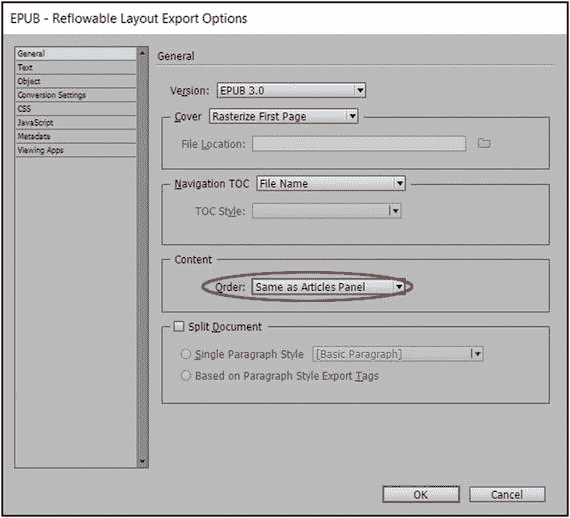 EPUB - Reflowable Layout Export Options
General
Text
Object
Conversion Settings
CSS
JavaScript
Metadata
Viewing Apps
General
Version: EPUB 3.0
Cover Rasterize First Page
File Location:
Navigation TOC File Name
TOC Style:
Content
Order: Same as Articles Panel
Split Document
Single Paragraph Style [Basic Paragraph]
Based on Paragraph Style Export Tags
OK Cancel